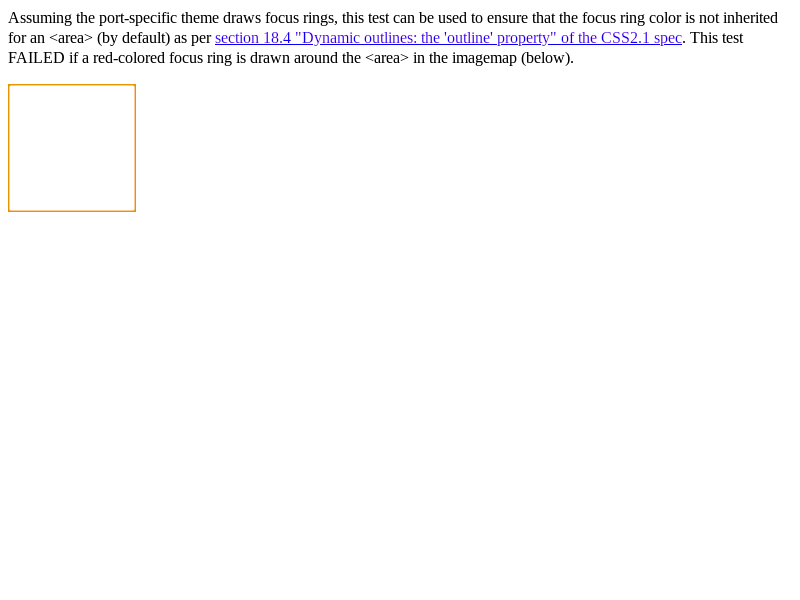 Assuming the port-specific theme draws focus rings, this test can be used to ensure that the focus ring color is not inherited
for an <area> (by default) as per section 18.4 "Dynamic outlines: the 'outline' property" of the CSS2.1 spec. This test
FAILED if a red-colored focus ring is drawn around the <area> in the imagemap (below).